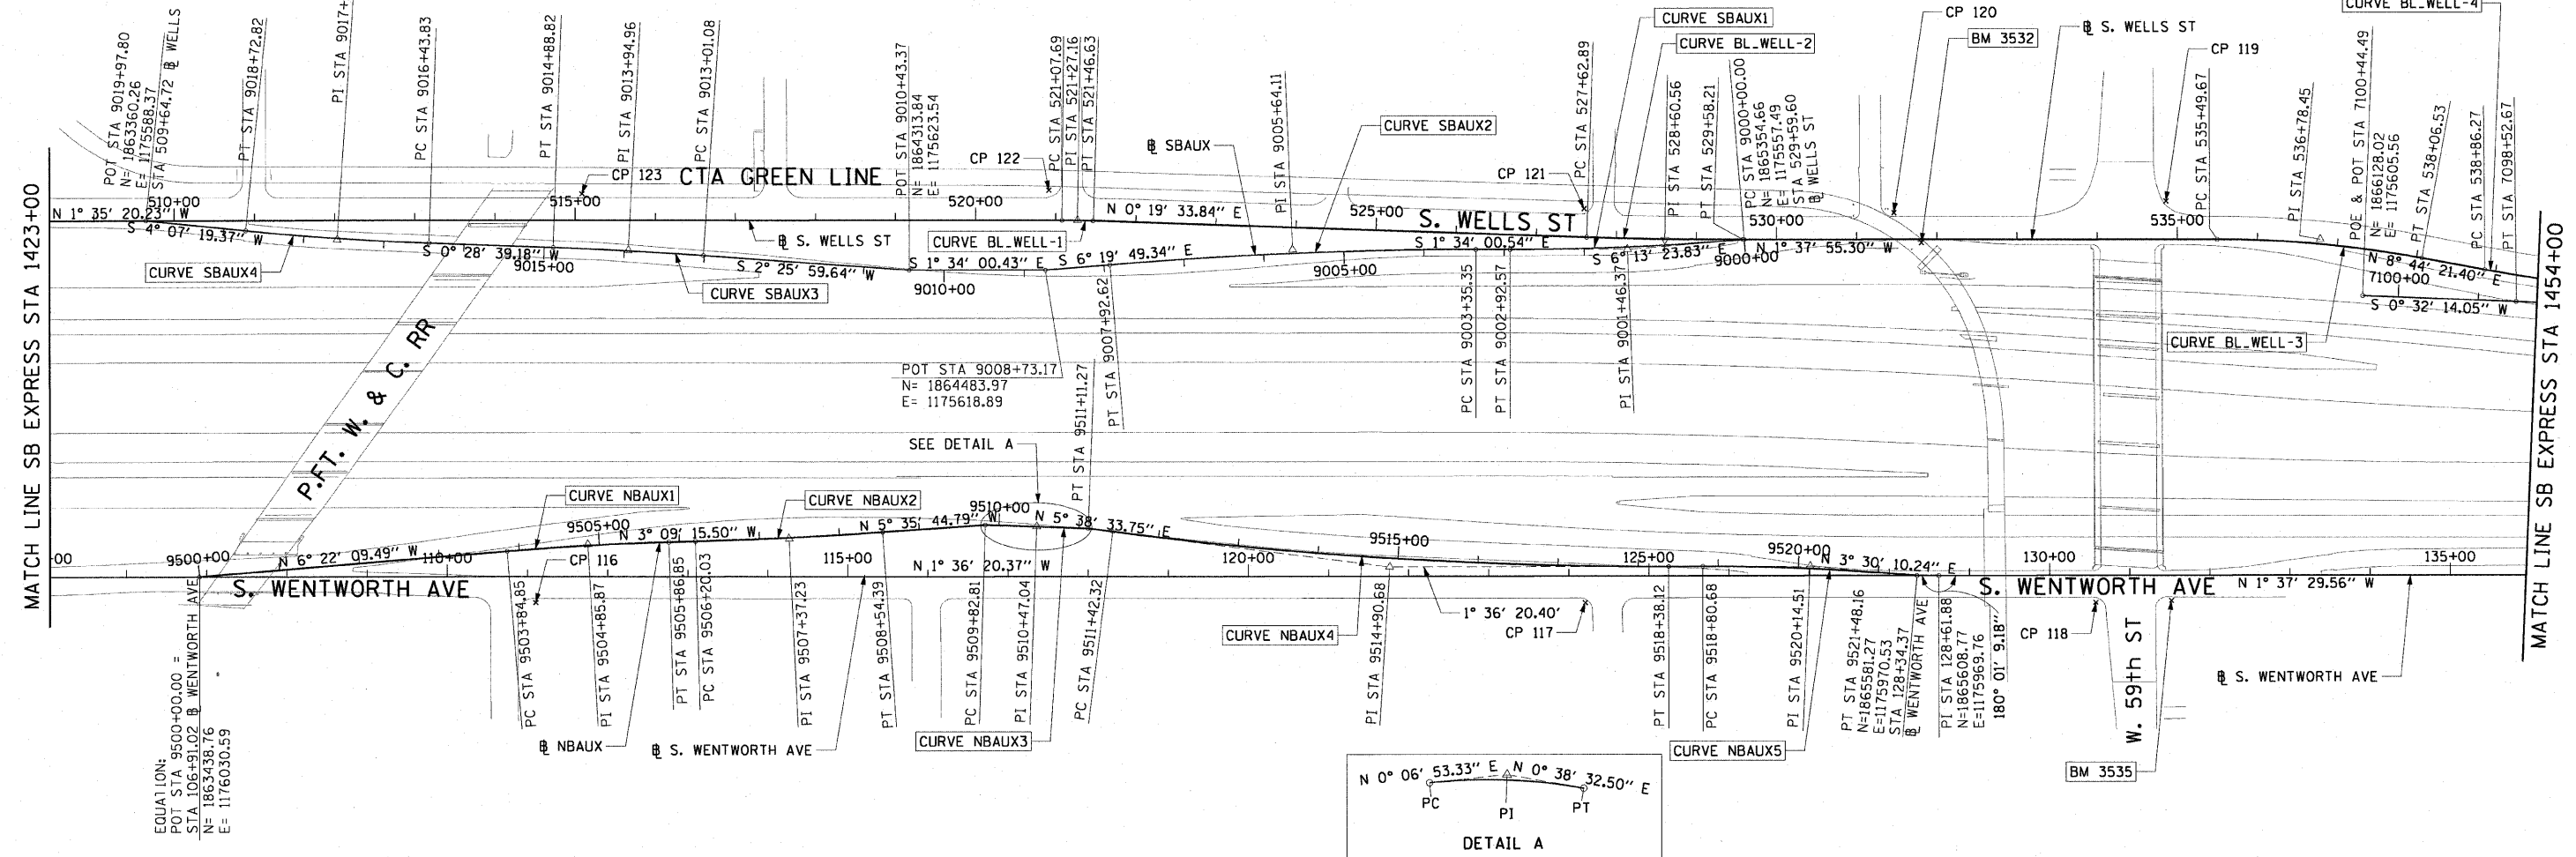 MATCH LINE SB EXPRESS STA 1423+00
POT STA 9019+97.80
N= 1863360.26
E= 1175588.37
STA 509+64.72 ℄ WELLS
PT STA 9018+72.82
PI STA 9017+
PC STA 9016+43.83
PT STA 9014+88.82
PI STA 9013+94.96
PC STA 9013+01.08
POT STA 9010+43.37
N= 1864313.84
E= 1175623.54
PC STA 521+07.69
PI STA 521+27.16
PT STA 521+46.63
PI STA 9005+64.11
PC STA 527+62.89
CURVE SBAUX1
CURVE BL_WELL-2
PI STA 528+60.56
PT STA 529+58.21
PC STA 9000+00.00
N= 1865354.66
E= 1175557.49
STA 529+59.60
℄ WELLS ST
CP 120
BM 3532
℄ S. WELLS ST
CP 119
PC STA 535+49.67
PI STA 536+78.45
POE & POT STA 7100+44.49
N= 1866128.02
E= 1175605.56
PT STA 538+06.53
PC STA 538+86.27
PT STA 7098+52.67
CURVE BL_WELL-4
CP 123
CTA GREEN LINE
CP 122
℄ SBAUX
CURVE SBAUX2
CP 121
N 1° 35' 20.23" W
510+00
515+00
520+00
N 0° 19' 33.84" E
525+00
S. WELLS ST
530+00
535+00
S 4° 07' 19.37" W
CURVE SBAUX4
S 0° 28' 39.18" W
9015+00
CURVE SBAUX3
℄ S. WELLS ST
S 2° 25' 59.64" W
CURVE BL_WELL-1
S 1° 34' 00.43" E
9010+00
S 6° 19' 49.34" E
9005+00
S 1° 34' 00.54" E
S 6° 13' 23.83" E
9000+00
N 1° 37' 55.30" W
N 8° 44' 21.40" E
7100+00
S 0° 32' 14.05" W
CURVE BL_WELL-3
P.FT. W. & C. RR
POT STA 9008+73.17
N= 1864483.97
E= 1175618.89
PT STA 9007+92.62
PC STA 9003+35.35
PT STA 9002+92.57
PI STA 9001+46.37
PT STA 9511+11.27
SEE DETAIL A
CURVE NBAUX1
CURVE NBAUX2
00
9500+00
N 6° 22' 09.49" W
110+00
9505+00
N 3° 09' 15.50" W
115+00
N 5° 35' 44.79" W
9510+00
N 5° 38' 33.75" E
N 1° 36' 20.37" W
120+00
9515+00
125+00
9520+00
N 3° 30' 10.24" E
130+00
135+00
S. WENTWORTH AVE
CP 116
S. WENTWORTH AVE
N 1° 37' 29.56" W
EQUATION:
POT STA 9500+00.00 =
STA 106+91.02 ℄ WENTWORTH AVE
N= 1863438.76
E= 1176030.59
PC STA 9503+84.85
PI STA 9504+85.87
PT STA 9505+86.85
PC STA 9506+20.03
PI STA 9507+37.23
PT STA 9508+54.39
PC STA 9509+82.81
PI STA 9510+47.04
PC STA 9511+42.32
℄ NBAUX
℄ S. WENTWORTH AVE
CURVE NBAUX3
CURVE NBAUX4
PI STA 9514+90.68
1° 36' 20.40'
CP 117
PT STA 9518+38.12
PC STA 9518+80.68
PI STA 9520+14.51
CURVE NBAUX5
PT STA 9521+48.16
N=1865581.27
E=1175970.53
STA 128+34.37
℄ WENTWORTH AVE
PI STA 128+61.88
N=1865608.77
E=1175969.76
180° 01' 9.18"
CP 118
W. 59th ST
BM 3535
℄ S. WENTWORTH AVE
N 0° 06' 53.33" E
N 0° 38' 32.50" E
PC
PI
PT
DETAIL A
MATCH LINE SB EXPRESS STA 1454+00